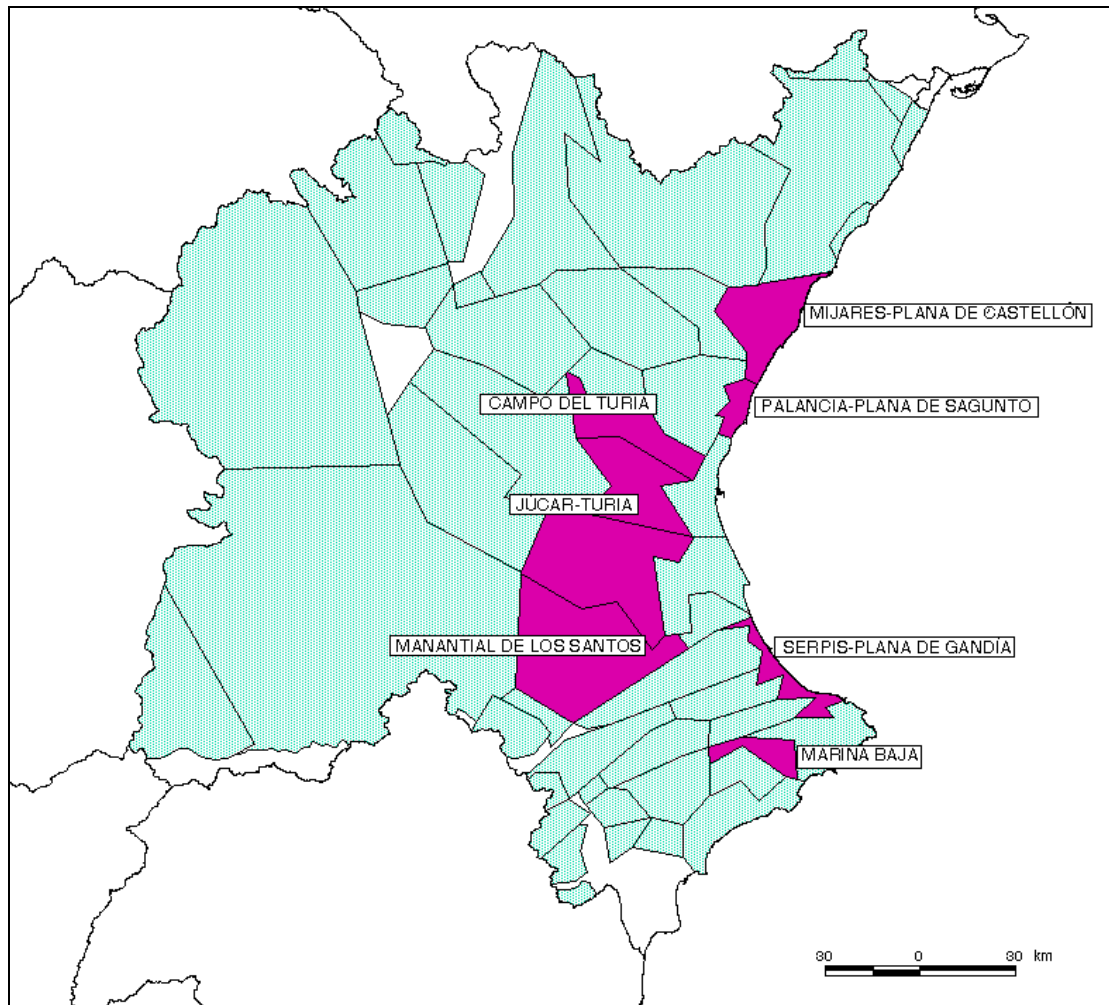 MIJARES-PLANA DE CASTELLÓN
CAMPO DEL TURIA
PALANCIA-PLANA DE SAGUNTO
JÚCAR-TURIA
MANANTIAL DE LOS SANTOS
SERPIS-PLANA DE GANDÍA
MARINA BAJA
30 0 30 km